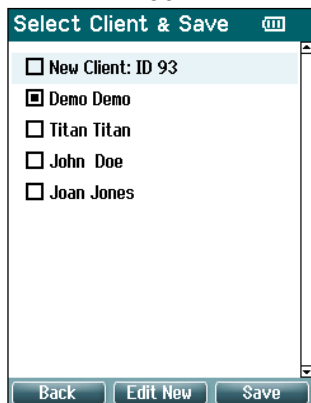 Select Client & Save
New Client: ID 93
Demo Demo
Titan Titan
John Doe
Joan Jones
Back Edit New Save